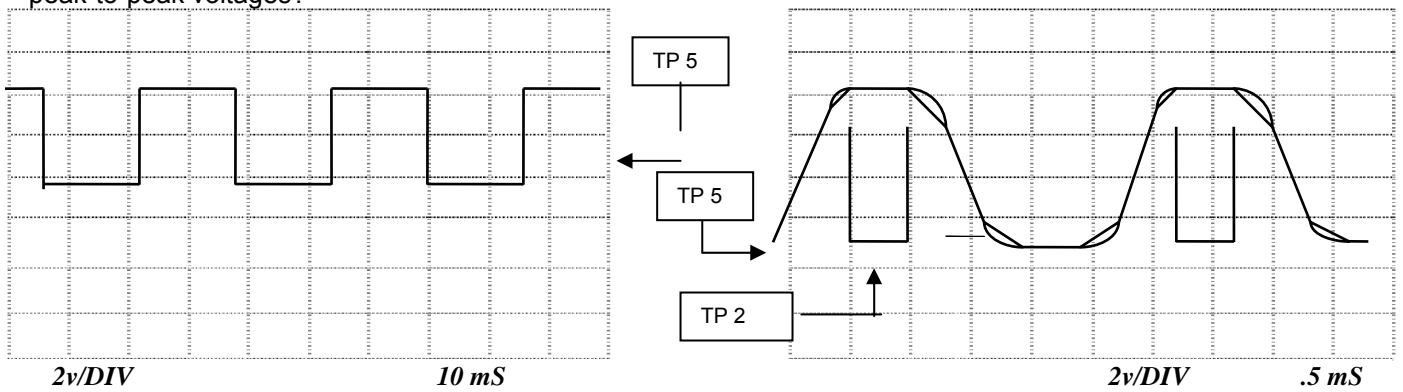 peak-to-peak voltages?
TP 5
TP 5
TP 2
2v/DIV
10 mS
2v/DIV
.5 mS